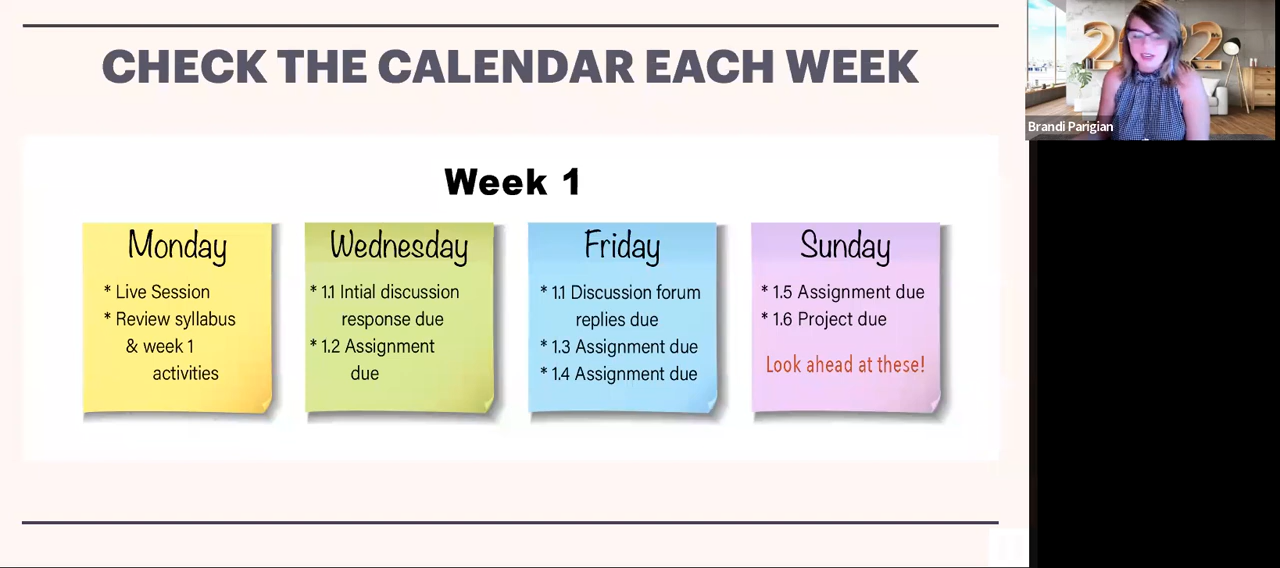 CHECK THE CALENDAR EACH WEEK
Week 1
Monday
* Live Session
* Review syllabus
& week 1
activities
Wednesday
* 1.1 Intial discussion
response due
* 1.2 Assignment
due
Friday
* 1.1 Discussion forum
replies due
* 1.3 Assignment due
* 1.4 Assignment due
Sunday
* 1.5 Assignment due
* 1.6 Project due
Look ahead at these!
2022
Brandi Parigian